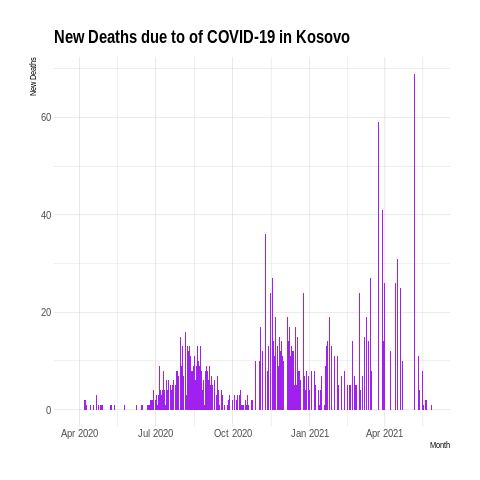 New Deaths due to of COVID-19 in Kosovo
New Deaths
60
40
20
0
Apr 2020 Jul 2020 Oct 2020 Jan 2021 Apr 2021
Month